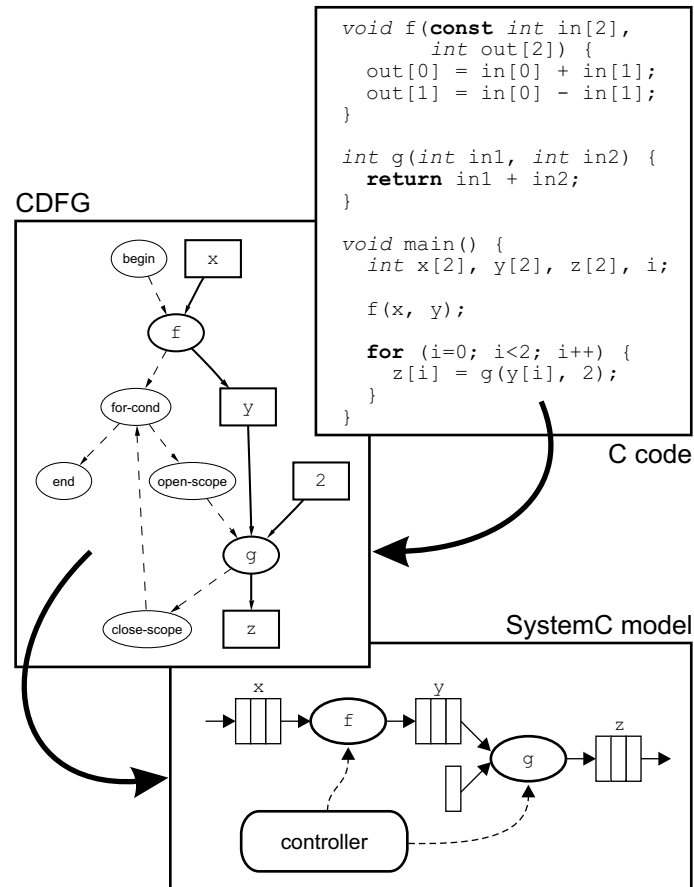 void f(const int in[2],
int out[2]) {
out[0] = in[0] + in[1];
out[1] = in[0] - in[1];
}
int g(int in1, int in2) {
return in1 + in2;
}
void main() {
int x[2], y[2], z[2], i;
f(x, y);
for (i=0; i<2; i++) {
z[i] = g(y[i], 2);
}
}
C code
CDFG
begin
x
f
for-cond
y
end
open-scope
2
g
close-scope
z
SystemC model
x
y
f
z
g
controller